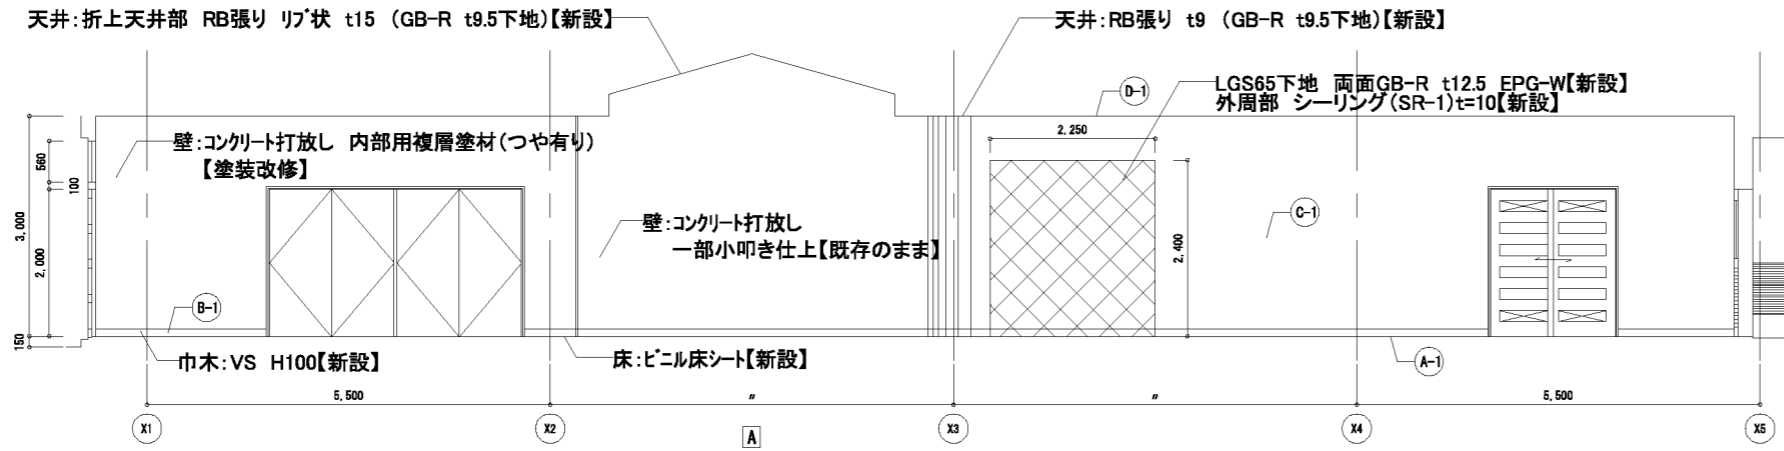 天井：折上天井部 RB張り ﾘﾌﾞ状 t15 （GB-R t9.5下地）【新設】
天井：RB張り t9 （GB-R t9.5下地）【新設】
D-1
LGS65下地 両面GB-R t12.5 EPG-W【新設】
外周部 シーリング（SR-1）t=10【新設】
2,250
壁：ｺﾝｸﾘｰﾄ打放し 内部用複層塗材（つや有り）
【塗装改修】
560
100
3,000
2,000
150
壁：ｺﾝｸﾘｰﾄ打放し
一部小叩き仕上【既存のまま】
C-1
2,400
B-1
巾木：VS H100【新設】
床：ﾋﾞﾆﾙ床ｼｰﾄ【新設】
A-1
5,500
〃
〃
5,500
X1
X2
A
X3
X4
X5